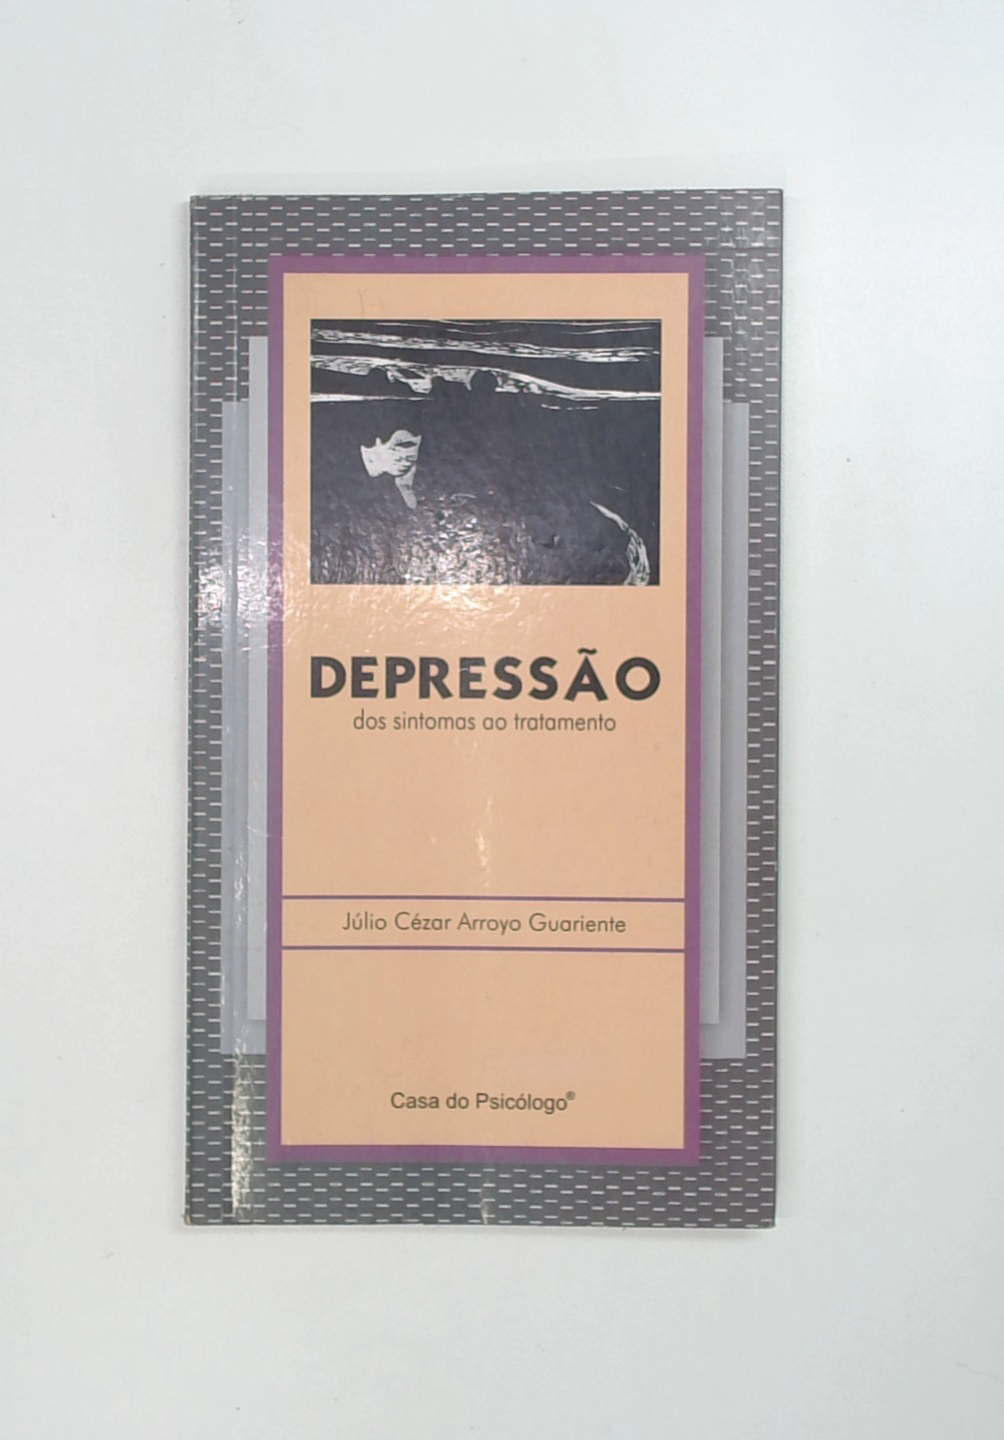 DEPRESSÃO
dos sintomas ao tratamento
Júlio Cézar Arroyo Guariente
Casa do Psicólogo®